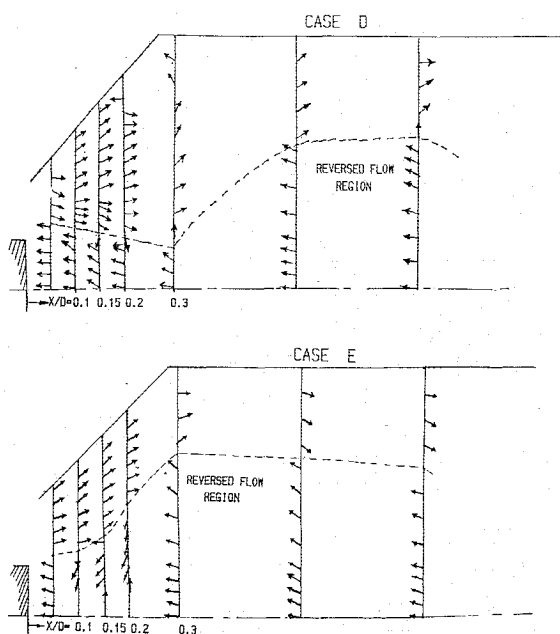 CASE D
REVERSED FLOW
REGION
X/D= 0.1 0.15 0.2 0.3
CASE E
REVERSED FLOW
REGION
X/D= 0.1 0.15 0.2 0.3